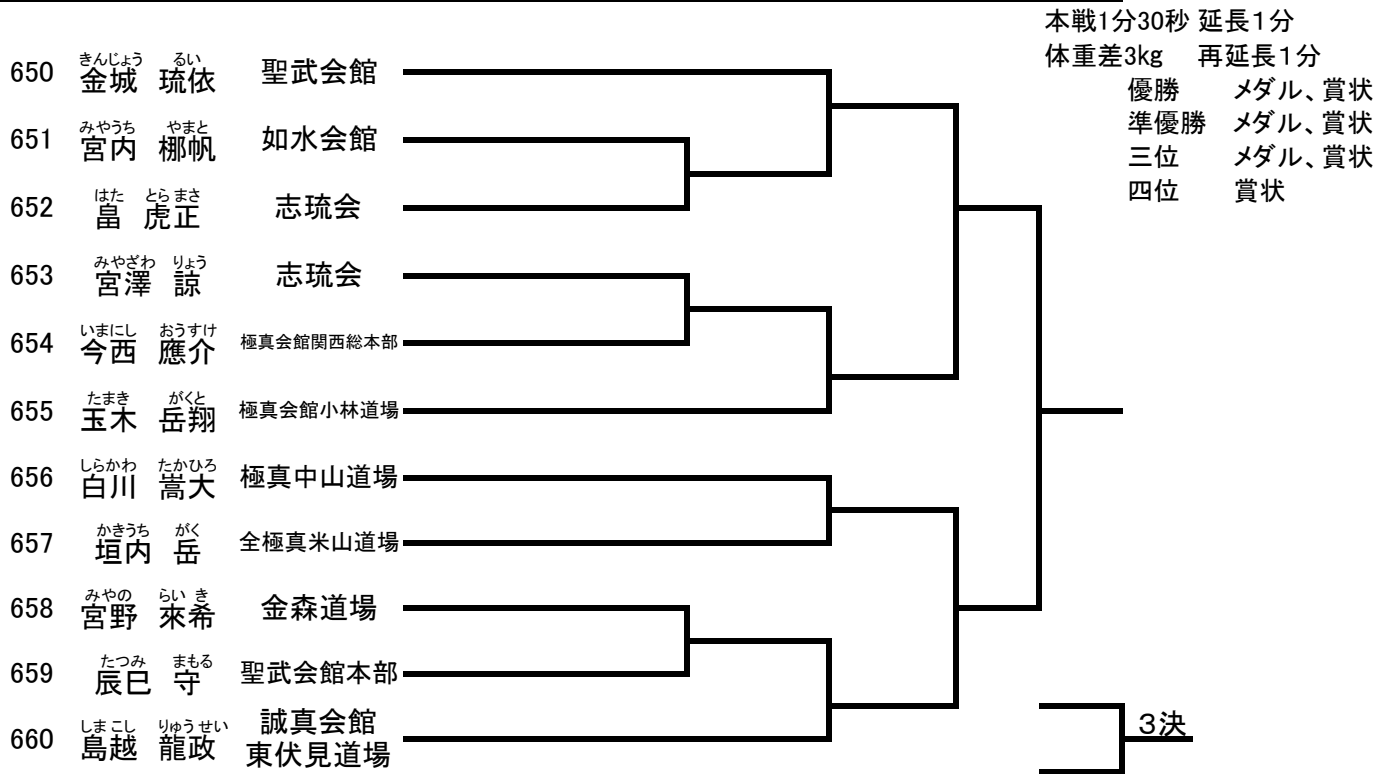 本戦1分30秒 延長1分
体重差3kg 再延長1分
優勝 メダル、賞状
準優勝 メダル、賞状
三位 メダル、賞状
四位 賞状
きんじょう るい
650 金城 琉依 聖武会館
みやうち やまと
651 宮内 梛帆 如水会館
はた とらまさ
652 畠 虎正 志琉会
みやざわ りょう
653 宮澤 諒 志琉会
いまにし おうすけ
654 今西 應介 極真会館関西総本部
たまき がくと
655 玉木 岳翔 極真会館小林道場
しらかわ たかひろ
656 白川 嵩大 極真中山道場
かきうち がく
657 垣内 岳 全極真米山道場
みやの らいき
658 宮野 來希 金森道場
たつみ まもる
659 辰巳 守 聖武会館本部
しまこし りゅうせい
660 島越 龍政 誠真会館
東伏見道場
3決